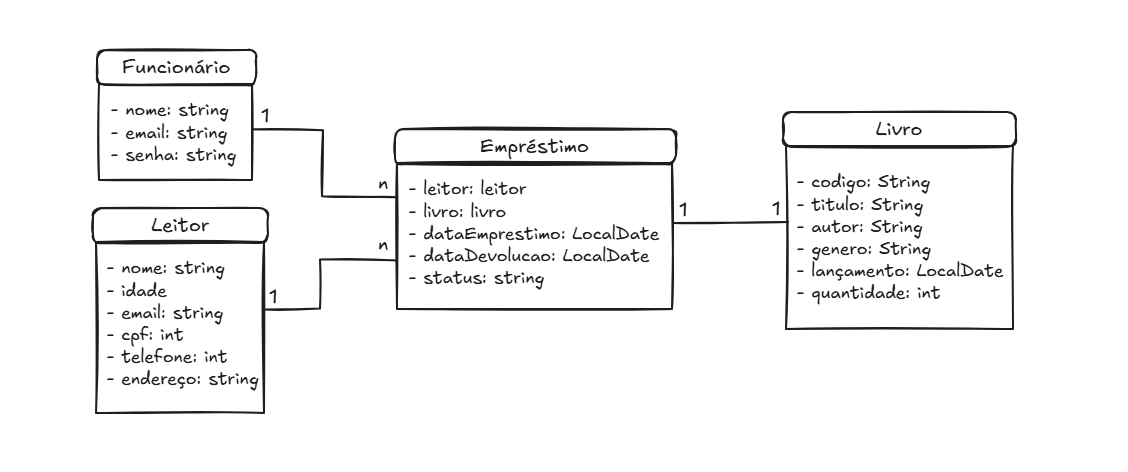 Funcionário
- nome: string
- email: string
- senha: string
1
n
Leitor
- nome: string
- idade
- email: string
- cpf: int
- telefone: int
- endereço: string
1
n
Empréstimo
- leitor: leitor
- livro: livro
- dataEmprestimo: LocalDate
- dataDevolucao: LocalDate
- status: string
1
1
Livro
- codigo: String
- titulo: String
- autor: String
- genero: String
- lançamento: LocalDate
- quantidade: int